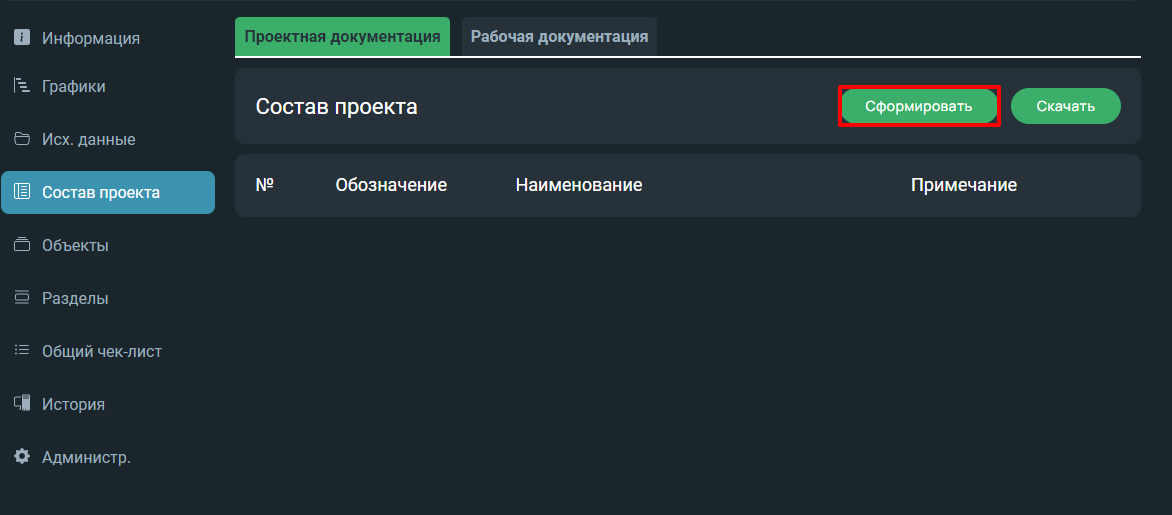 Информация
Графики
Исх. данные
Состав проекта
Объекты
Разделы
Общий чек-лист
История
Администр.
Проектная документация
Рабочая документация
Состав проекта
Сформировать
Скачать
№ Обозначение Наименование Примечание